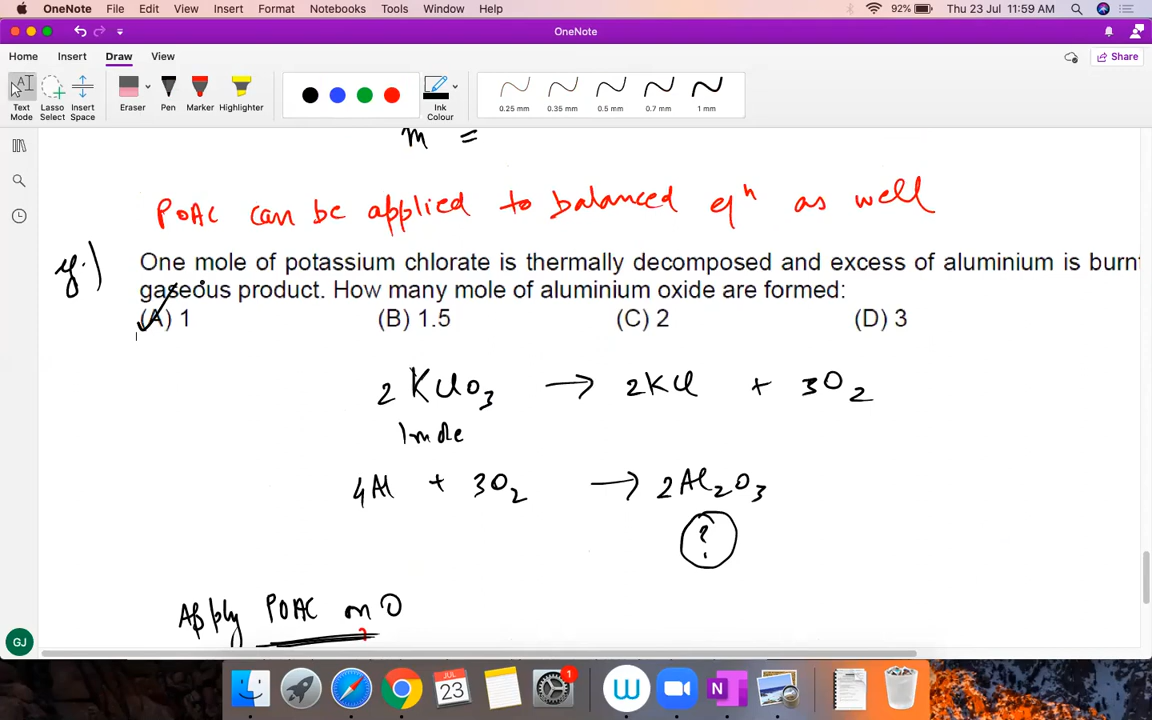 OneNote File Edit View Insert Format Notebooks Tools Window Help 92% Thu 23 Jul 11:59 AM
OneNote
Home Insert Draw View Share
Text Mode Lasso Select Insert Space Eraser Pen Marker Highlighter Ink Colour 0.25 mm 0.35 mm 0.5 mm 0.7 mm 1 mm
m =
POAC can be applied to balanced eqⁿ as well
eg.)
One mole of potassium chlorate is thermally decomposed and excess of aluminium is burnt
gaseous product. How many mole of aluminium oxide are formed:
(A) 1 (B) 1.5 (C) 2 (D) 3
2KClO₃ → 2KCl + 3O₂
1mole
4Al + 3O₂ → 2Al₂O₃
?
Apply POAC on O
GJ
JUL
23
1